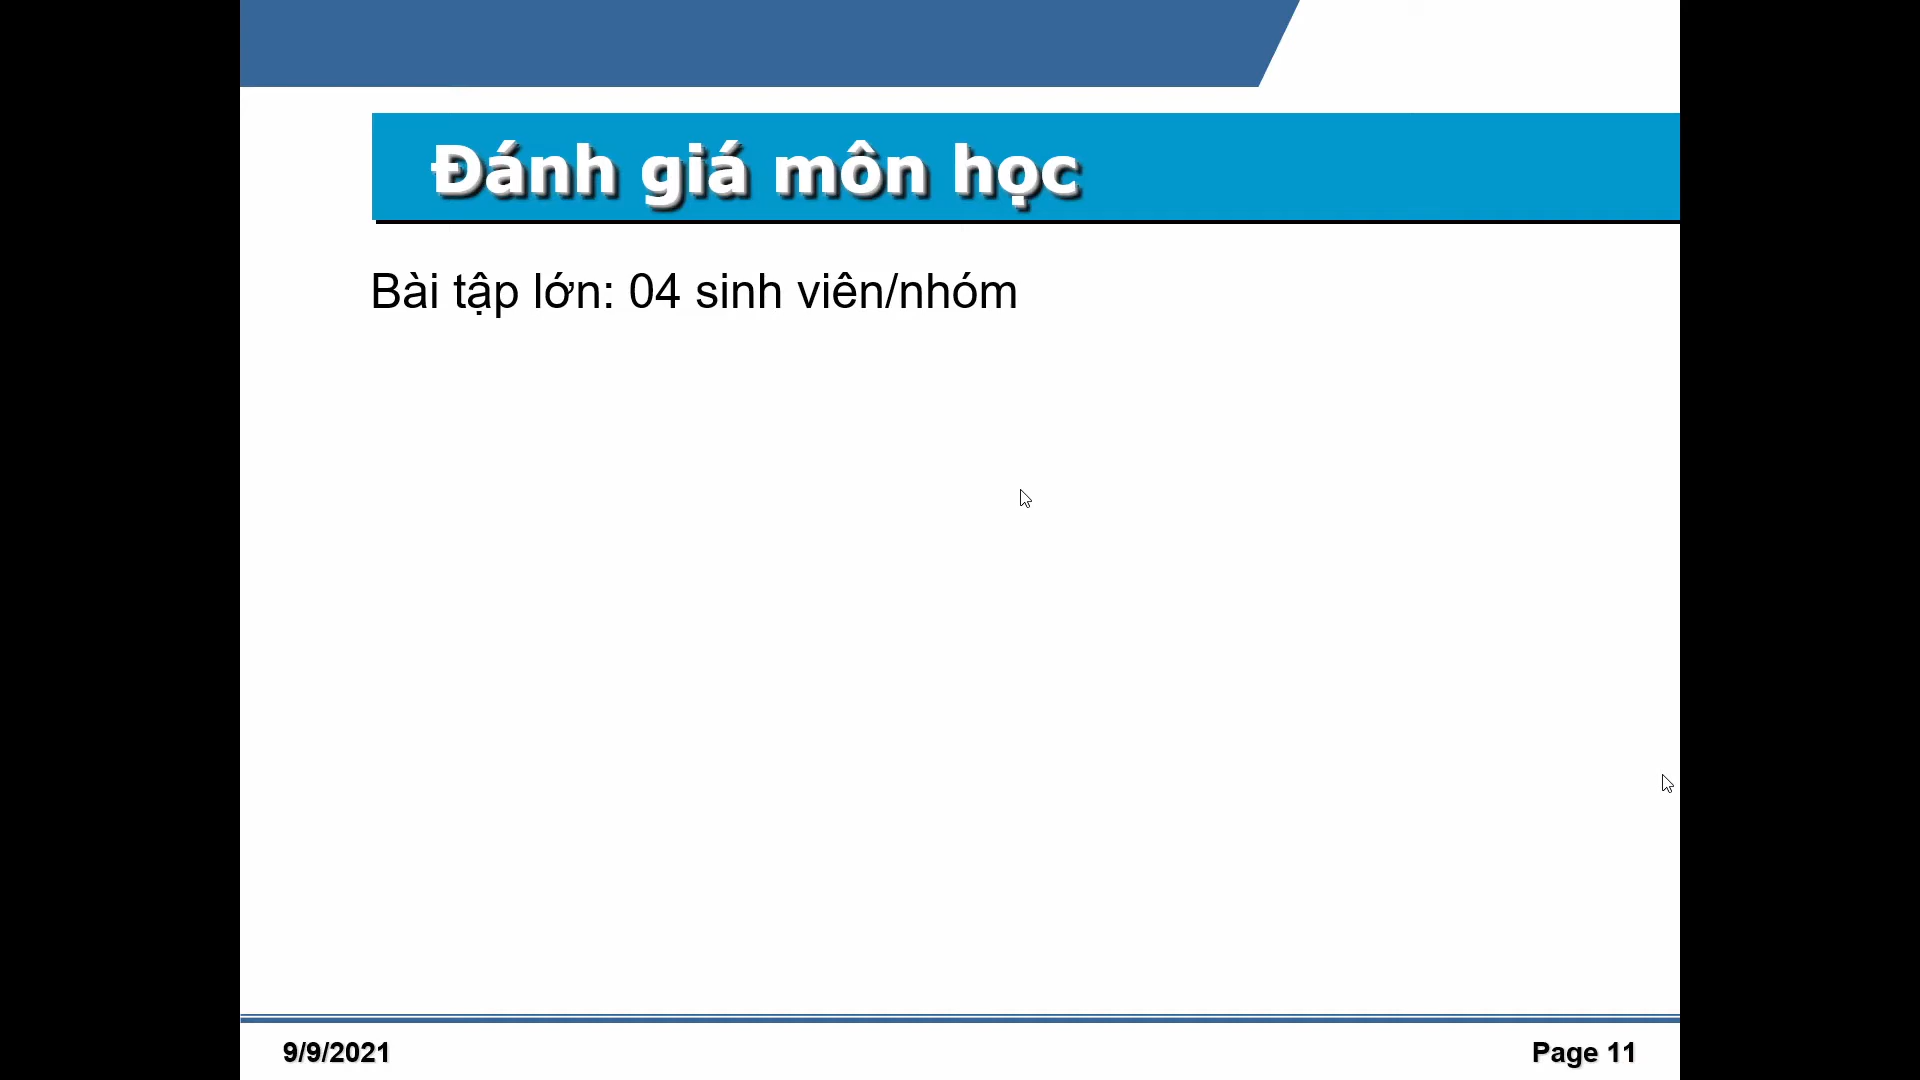 Đánh giá môn học
Bài tập lớn: 04 sinh viên/nhóm
9/9/2021
Page 11